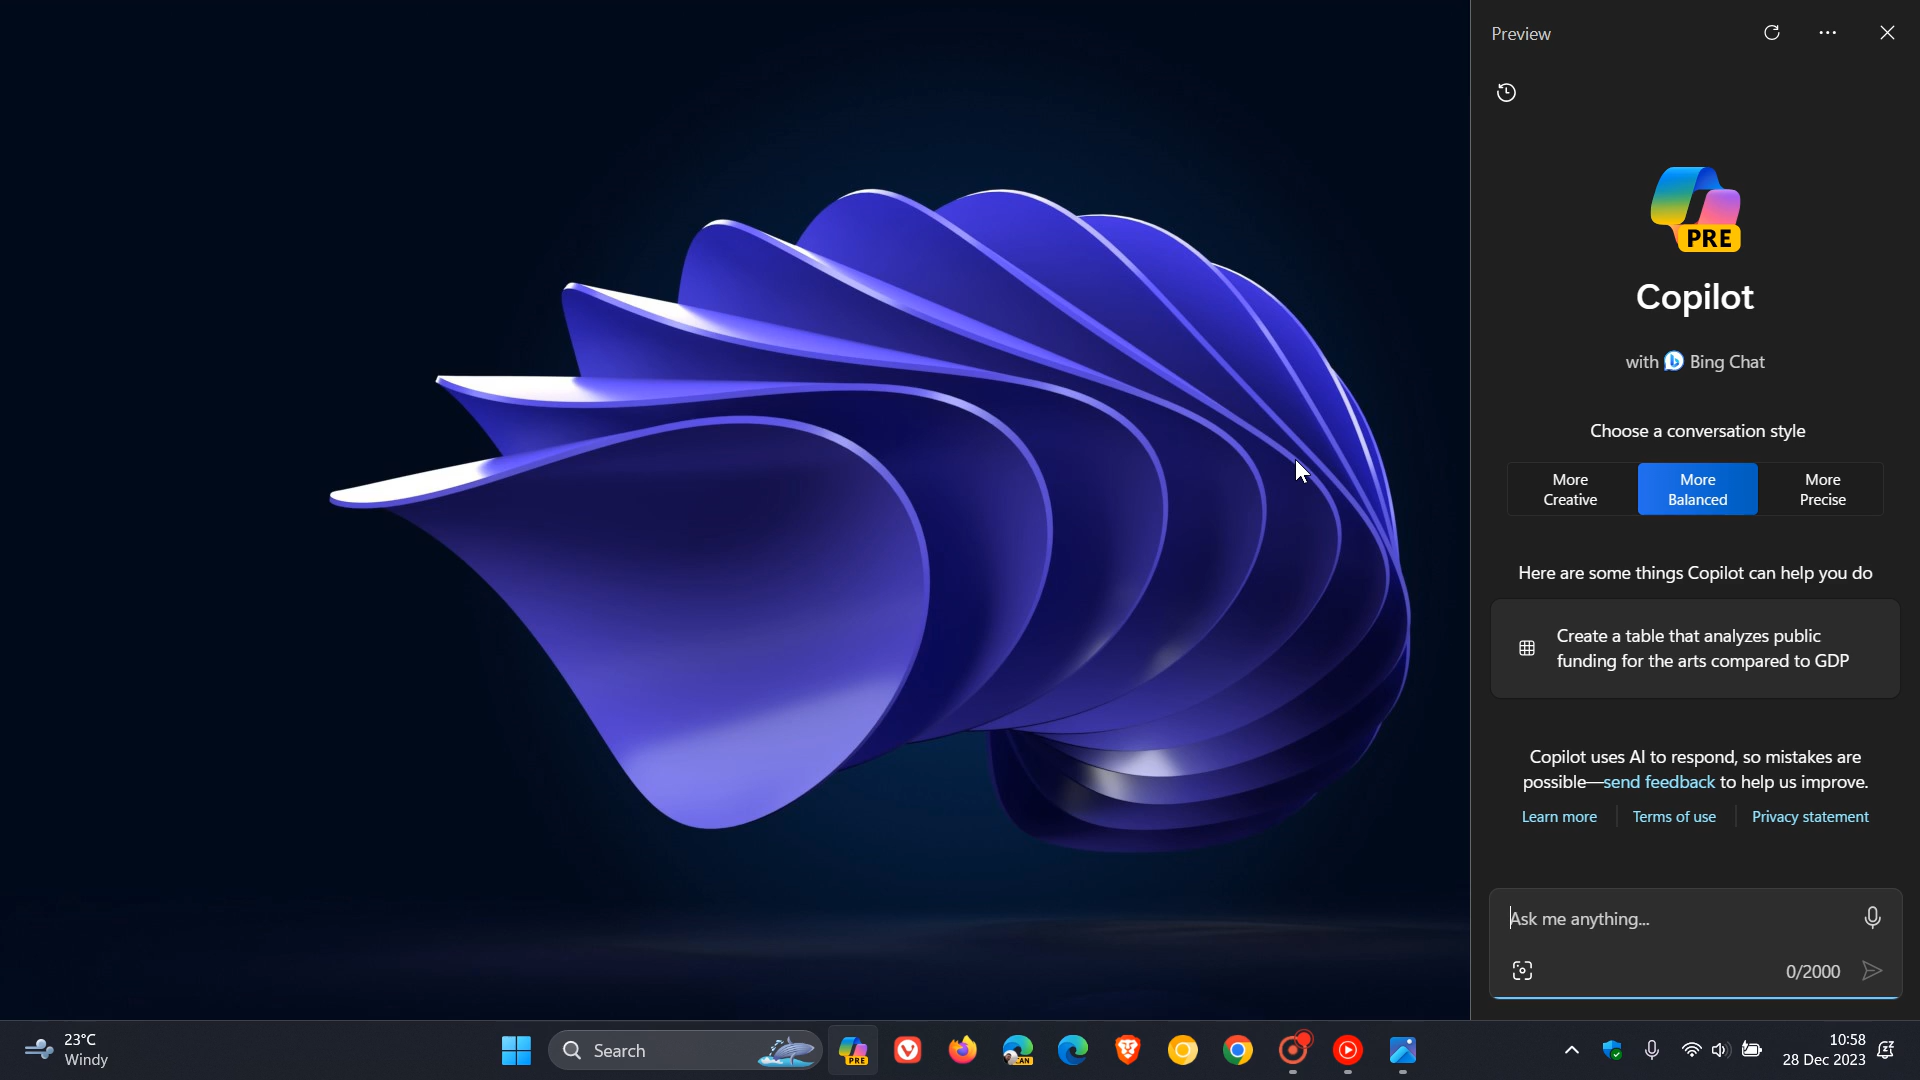 Preview
PRE
Copilot
with Bing Chat
Choose a conversation style
More
Creative
More
Balanced
More
Precise
Here are some things Copilot can help you do
Create a table that analyzes public
funding for the arts compared to GDP
Copilot uses AI to respond, so mistakes are
possible—send feedback to help us improve.
Learn more
Terms of use
Privacy statement
Ask me anything...
0/2000
23°C
Windy
Search
PRE
CAN
10:58
28 Dec 2023